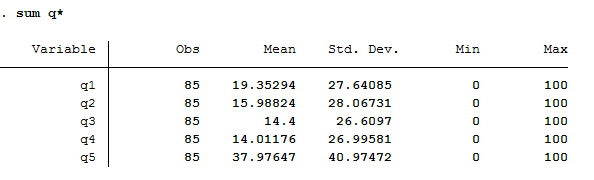 . sum q*
Variable Obs Mean Std. Dev. Min Max
q1 85 19.35294 27.64085 0 100
q2 85 15.98824 28.06731 0 100
q3 85 14.4 26.6097 0 100
q4 85 14.01176 26.99581 0 100
q5 85 37.97647 40.97472 0 100